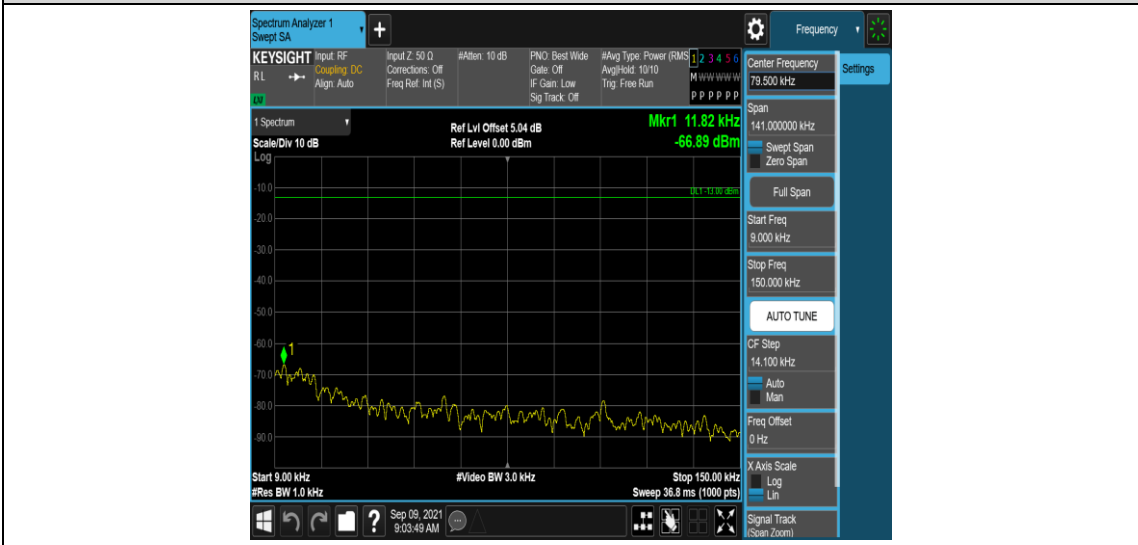 Spectrum Analyzer 1
Swept SA
+
Frequency
KEYSIGHT
RL
LXI
Input: RF
Coupling: DC
Align: Auto
Input Z: 50 Ω
Corrections: Off
Freq Ref: Int (S)
#Atten: 10 dB
PNO: Best Wide
Gate: Off
IF Gain: Low
Sig Track: Off
#Avg Type: Power (RMS
Avg|Hold: 10/10
Trig: Free Run
1 2 3 4 5 6
M W W W W W
P P P P P P
1 Spectrum
Scale/Div 10 dB
Log
Ref Lvl Offset 5.04 dB
Ref Level 0.00 dBm
Mkr1 11.82 kHz
-66.89 dBm
DL1 -13.00 dBm
-10.0
-20.0
-30.0
-40.0
-50.0
-60.0
1
-70.0
-80.0
-90.0
Start 9.00 kHz
#Res BW 1.0 kHz
#Video BW 3.0 kHz
Stop 150.00 kHz
Sweep 36.8 ms (1000 pts)
?
Sep 09, 2021
9:03:49 AM
Center Frequency
79.500 kHz
Settings
Span
141.000000 kHz
Swept Span
Zero Span
Full Span
Start Freq
9.000 kHz
Stop Freq
150.000 kHz
AUTO TUNE
CF Step
14.100 kHz
Auto
Man
Freq Offset
0 Hz
X Axis Scale
Log
Lin
Signal Track
(Span Zoom)